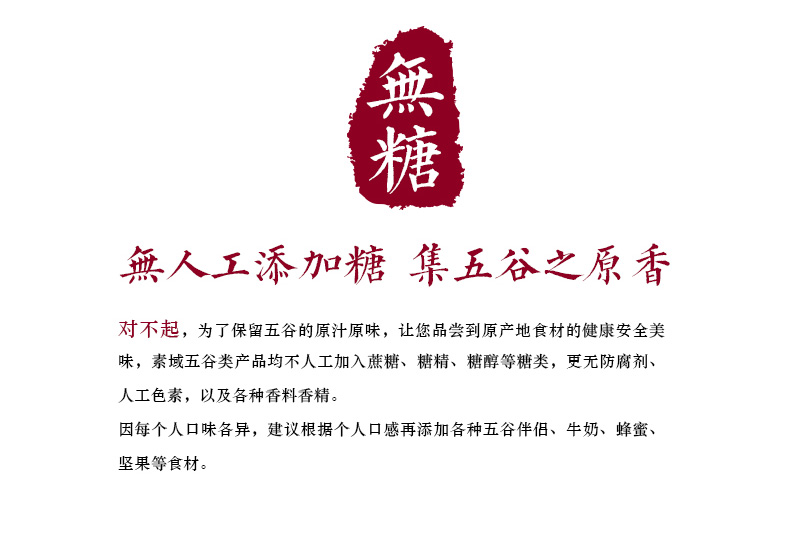 無
糖
無人工添加糖 集五谷之原香
对不起，为了保留五谷的原汁原味，让您品尝到原产地食材的健康安全美
味，素域五谷类产品均不人工加入蔗糖、糖精、糖醇等糖类，更无防腐剂、
人工色素，以及各种香料香精。
因每个人口味各异，建议根据个人口感再添加各种五谷伴侣、牛奶、蜂蜜、
坚果等食材。